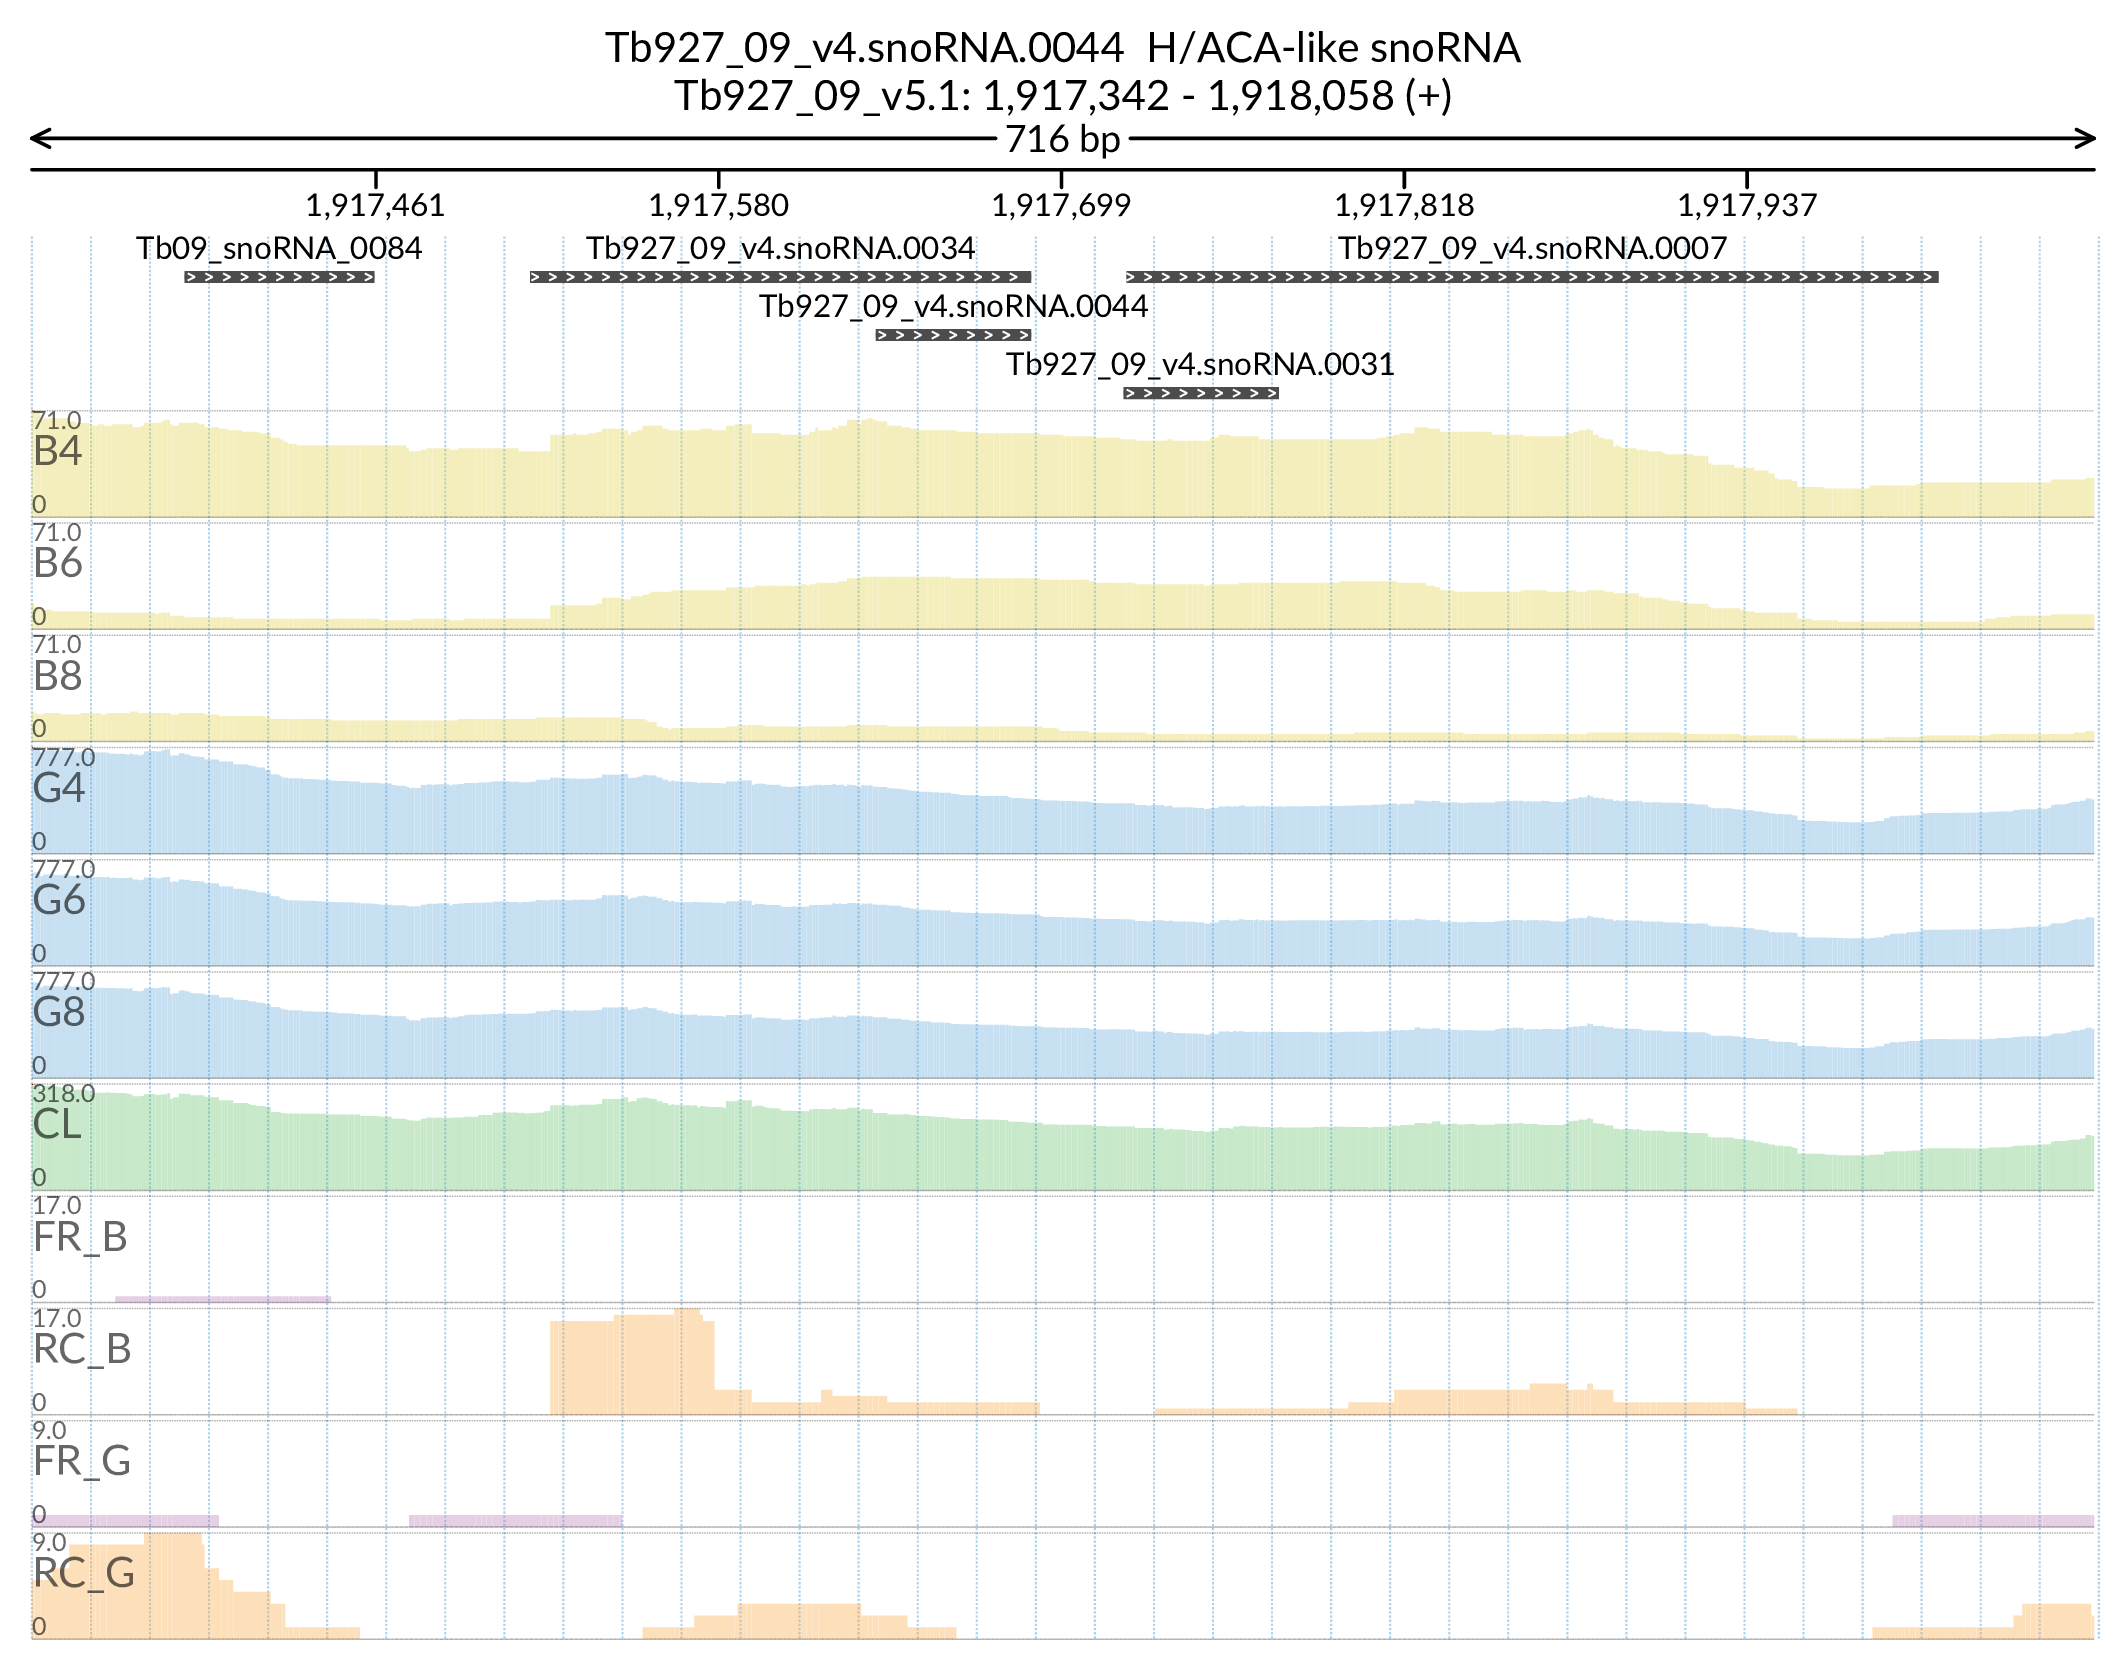 Tb927_09_v4.snoRNA.0044 H/ACA-like snoRNA
Tb927_09_v5.1: 1,917,342 - 1,918,058 (+)
716 bp
1,917,461 1,917,580 1,917,699 1,917,818 1,917,937
Tb09_snoRNA_0084 Tb927_09_v4.snoRNA.0034 Tb927_09_v4.snoRNA.0007
Tb927_09_v4.snoRNA.0044
Tb927_09_v4.snoRNA.0031
71.0
B4
0
71.0
B6
0
71.0
B8
0
777.0
G4
0
777.0
G6
0
777.0
G8
0
318.0
CL
0
17.0
FR_B
0
17.0
RC_B
0
9.0
FR_G
0
9.0
RC_G
0